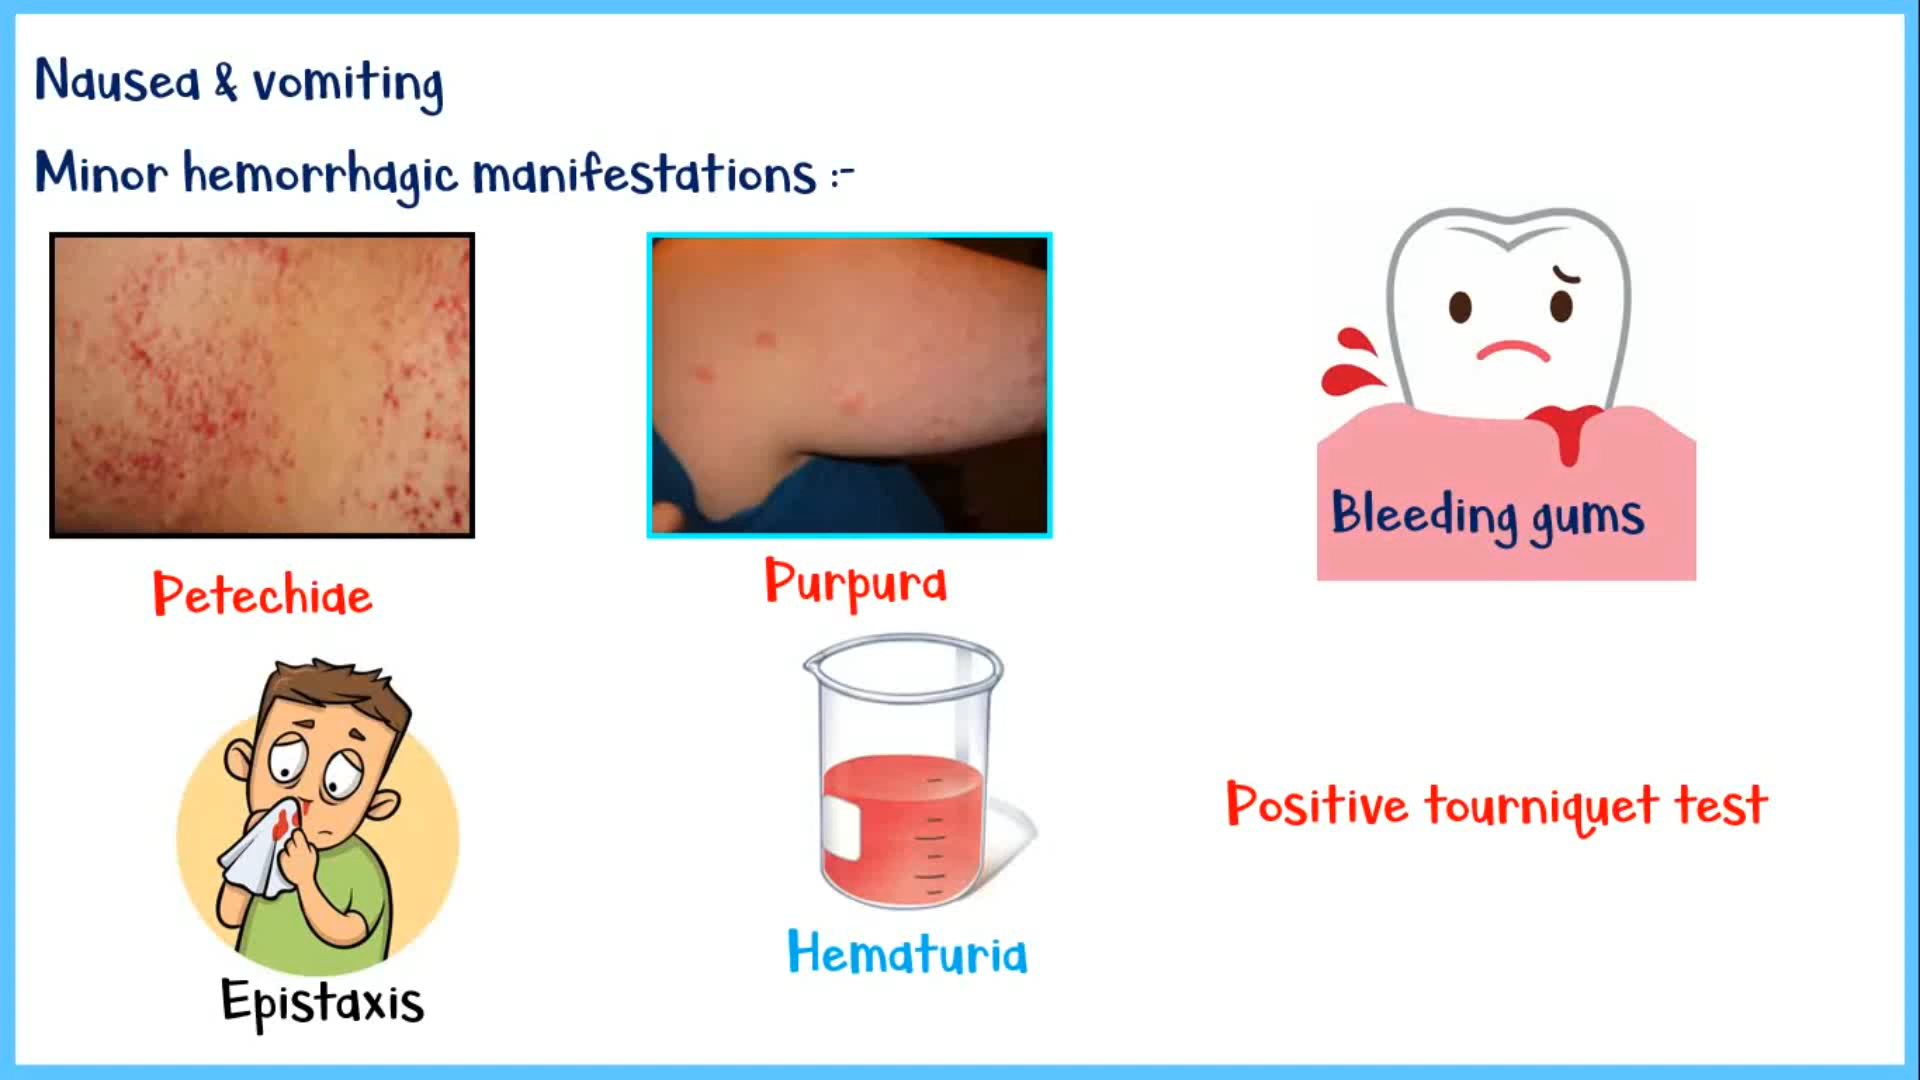 Nausea & vomiting
Minor hemorrhagic manifestations :-
Bleeding gums
Petechiae
Purpura
Positive tourniquet test
Hematuria
Epistaxis